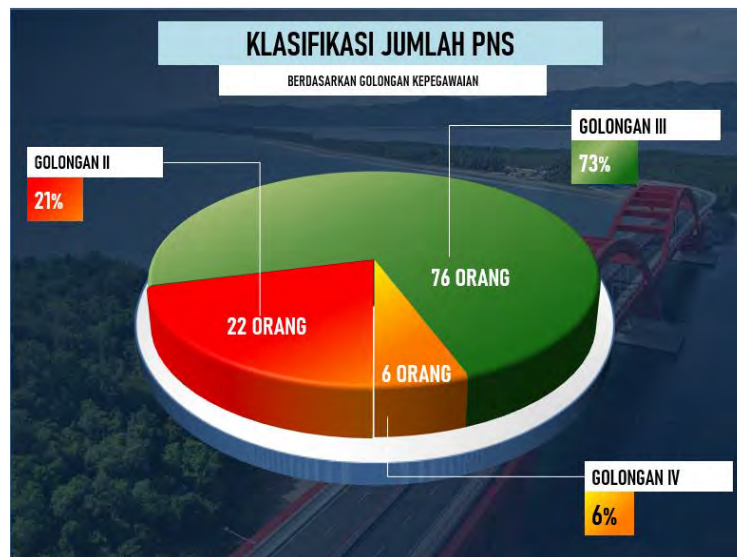 KLASIFIKASI JUMLAH PNS
BERDASARKAN GOLONGAN KEPEGAWAIAN
GOLONGAN III
73%
GOLONGAN II
21%
76 ORANG
22 ORANG
6 ORANG
GOLONGAN IV
6%